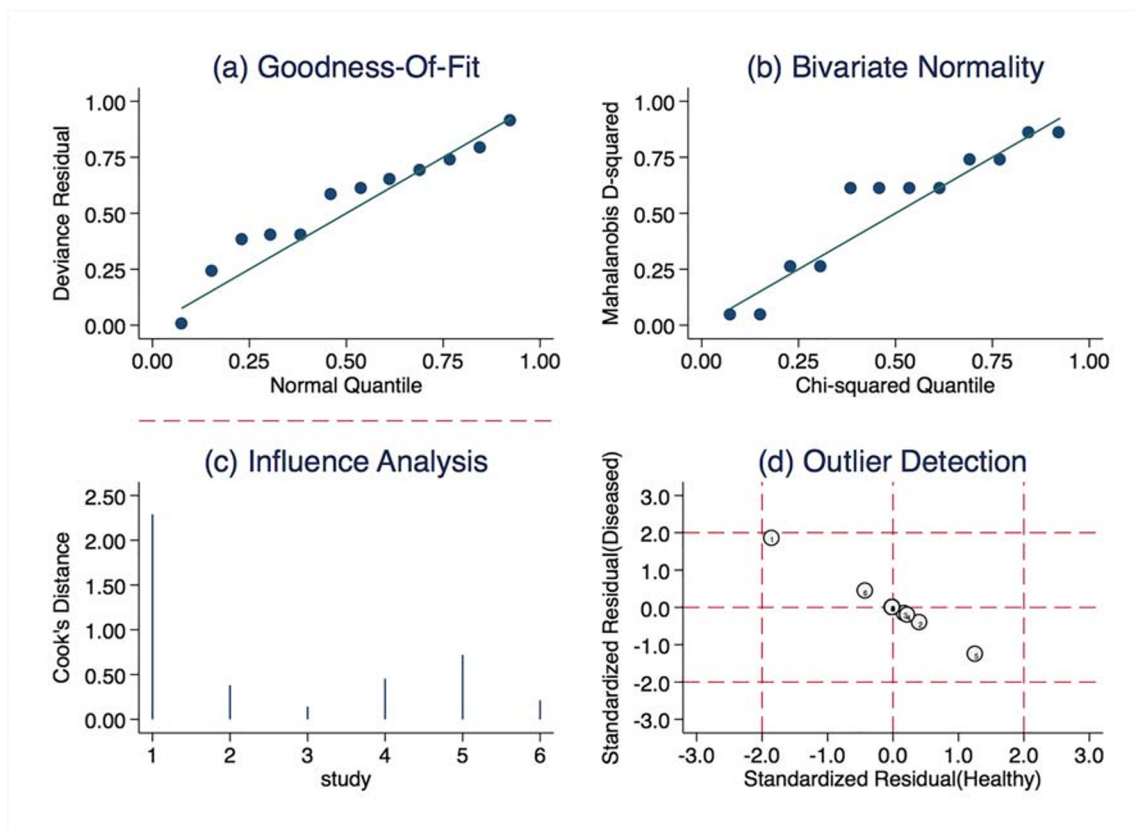 (a) Goodness-Of-Fit
Deviance Residual
1.00
0.75
0.50
0.25
0.00
0.00 0.25 0.50 0.75 1.00
Normal Quantile
(b) Bivariate Normality
Mahalanobis D-squared
1.00
0.75
0.50
0.25
0.00
0.00 0.25 0.50 0.75 1.00
Chi-squared Quantile
(c) Influence Analysis
Cook's Distance
2.50
2.00
1.50
1.00
0.50
0.00
1 2 3 4 5 6
study
(d) Outlier Detection
Standardized Residual(Diseased)
3.0
2.0
1.0
0.0
-1.0
-2.0
-3.0
1
6
2
5
-3.0 -2.0 -1.0 0.0 1.0 2.0 3.0
Standardized Residual(Healthy)